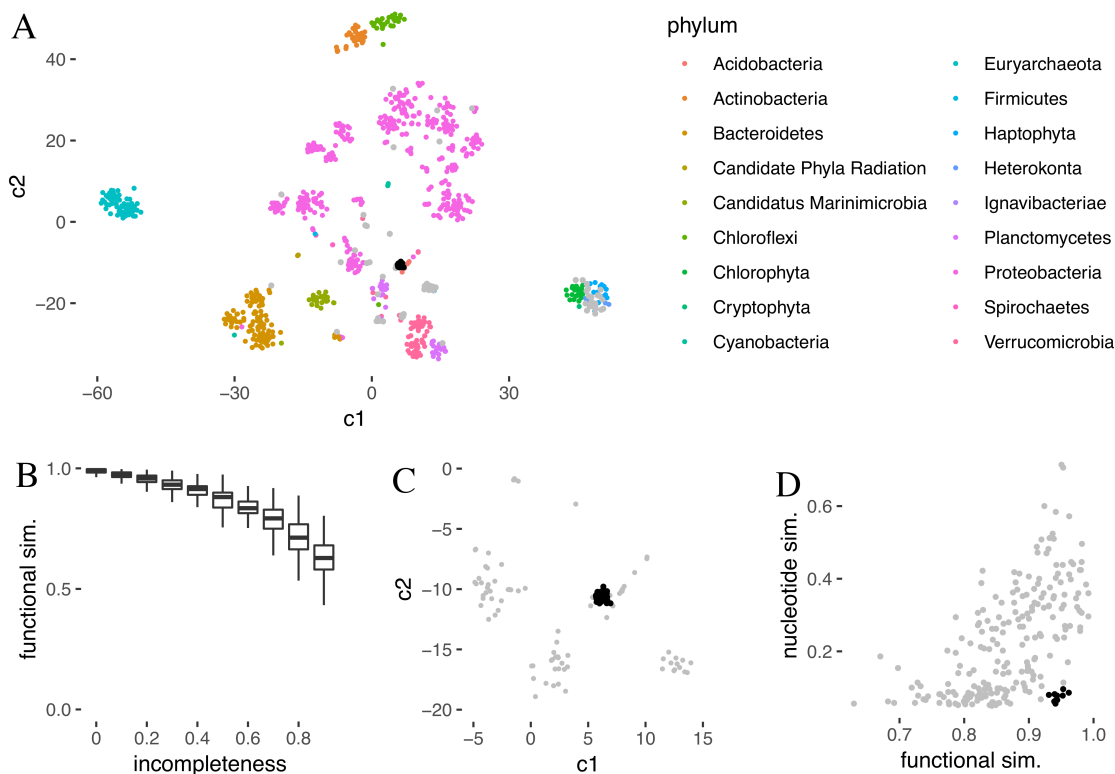 A
c2
40
20
0
−20
−60
−30
0
30
c1
phylum
Acidobacteria
Actinobacteria
Bacteroidetes
Candidate Phyla Radiation
Candidatus Marinimicrobia
Chloroflexi
Chlorophyta
Cryptophyta
Cyanobacteria
Euryarchaeota
Firmicutes
Haptophyta
Heterokonta
Ignavibacteriae
Planctomycetes
Proteobacteria
Spirochaetes
Verrucomicrobia
B
functional sim.
1.0
0.5
0.0
0
0.2
0.4
0.6
0.8
incompleteness
C
c2
0
−5
−10
−15
−20
−5
0
5
10
15
c1
D
nucleotide sim.
0.6
0.4
0.2
0.7
0.8
0.9
1.0
functional sim.